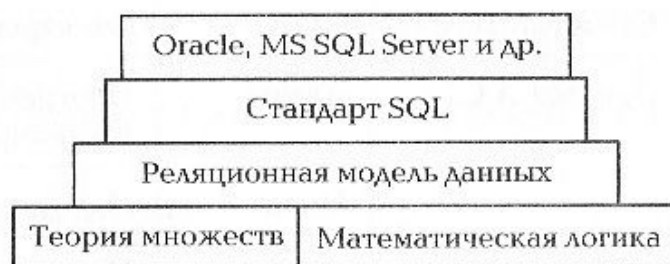 Oracle, MS SQL Server и др.
Стандарт SQL
Реляционная модель данных
Теория множеств
Математическая логика